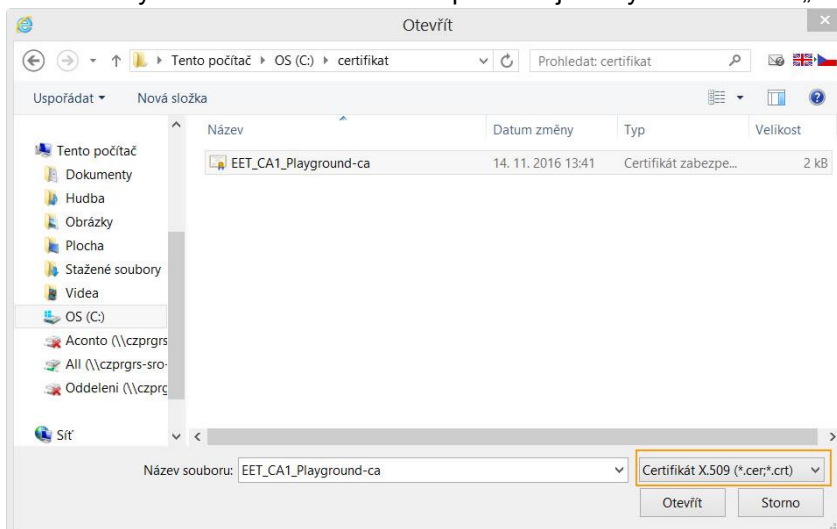 Otevřít
Tento počítač ▸ OS (C:) ▸ certifikat
Prohledat: certifikat
Uspořádat
Nová složka
Název
Datum změny
Typ
Velikost
EET_CA1_Playground-ca
14. 11. 2016 13:41
Certifikát zabezpe...
2 kB
Tento počítač
Dokumenty
Hudba
Obrázky
Plocha
Stažené soubory
Videa
OS (C:)
Aconto (\\czprgrs
All (\\czprgrs-sro-
Oddeleni (\\czprg
Síť
Název souboru:
EET_CA1_Playground-ca
Certifikát X.509 (*.cer;*.crt)
Otevřít
Storno